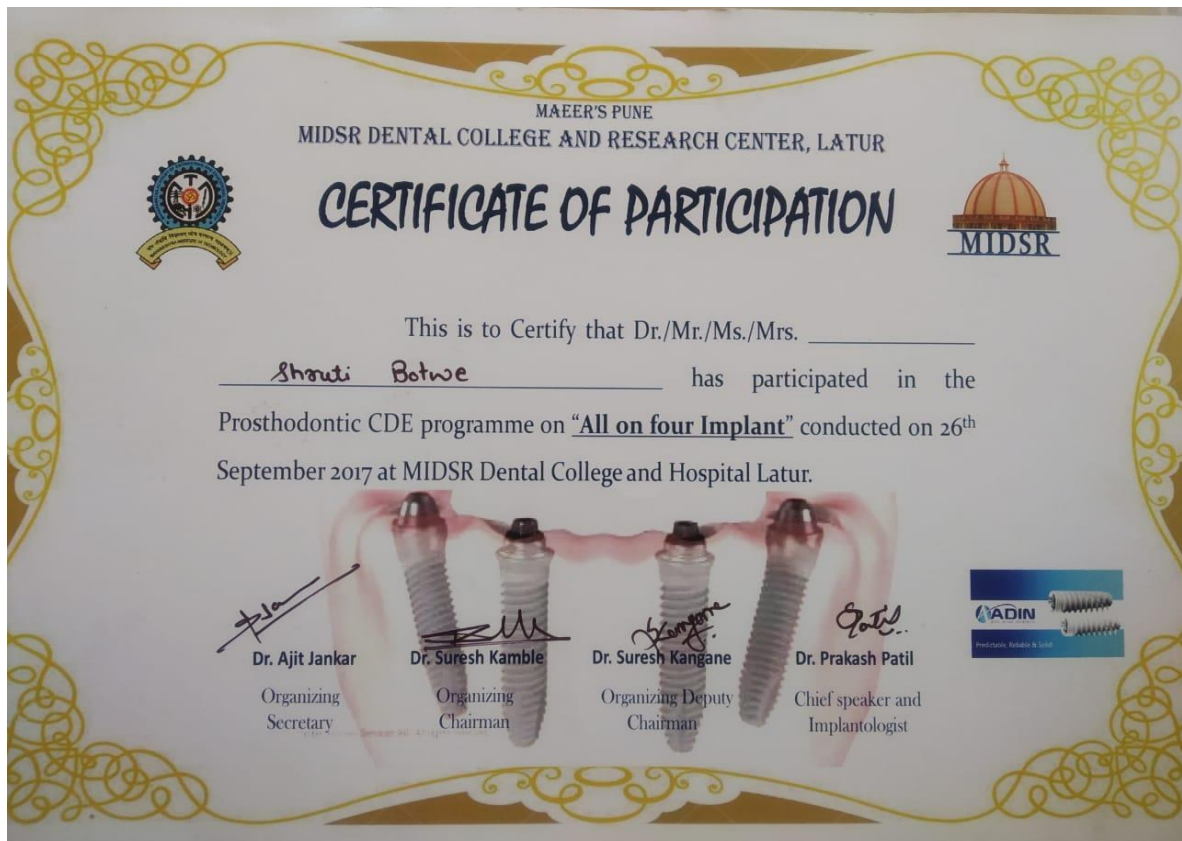 MAEER'S PUNE
MIDSR DENTAL COLLEGE AND RESEARCH CENTER, LATUR
CERTIFICATE OF PARTICIPATION
MIDSR
This is to Certify that Dr./Mr./Ms./Mrs.
Shruti Botwe has participated in the
Prosthodontic CDE programme on "All on four Implant" conducted on 26th
September 2017 at MIDSR Dental College and Hospital Latur.
ADIN
Predictable, Reliable & Solid!
Dr. Ajit Jankar Dr. Suresh Kamble Dr. Suresh Kangane Dr. Prakash Patil
Organizing Organizing Organizing Deputy Chief speaker and
Secretary Chairman Chairman Implantologist